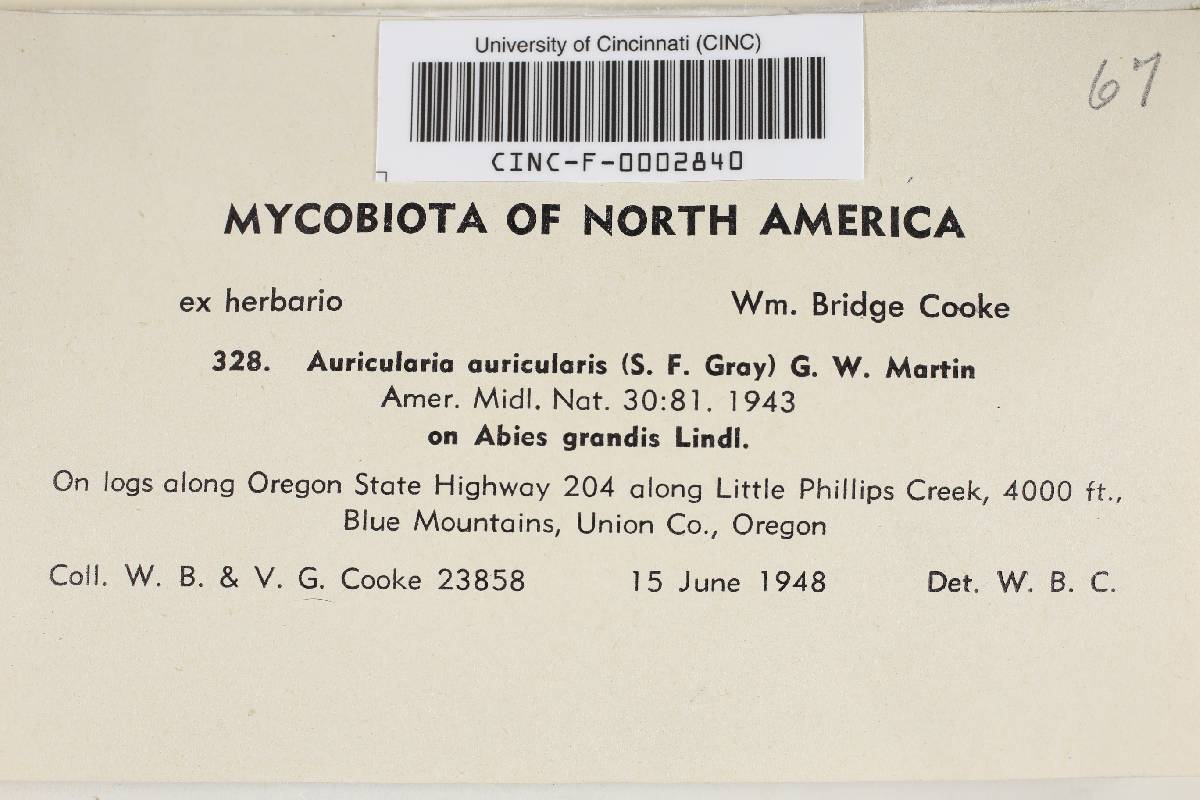 University of Cincinnati (CINC)
CINC-F-0002840
67
MYCOBIOTA OF NORTH AMERICA
ex herbario Wm. Bridge Cooke
328. Auricularia auricularis (S. F. Gray) G. W. Martin
Amer. Midl. Nat. 30:81. 1943
on Abies grandis Lindl.
On logs along Oregon State Highway 204 along Little Phillips Creek, 4000 ft.,
Blue Mountains, Union Co., Oregon
Coll. W. B. & V. G. Cooke 23858 15 June 1948 Det. W. B. C.